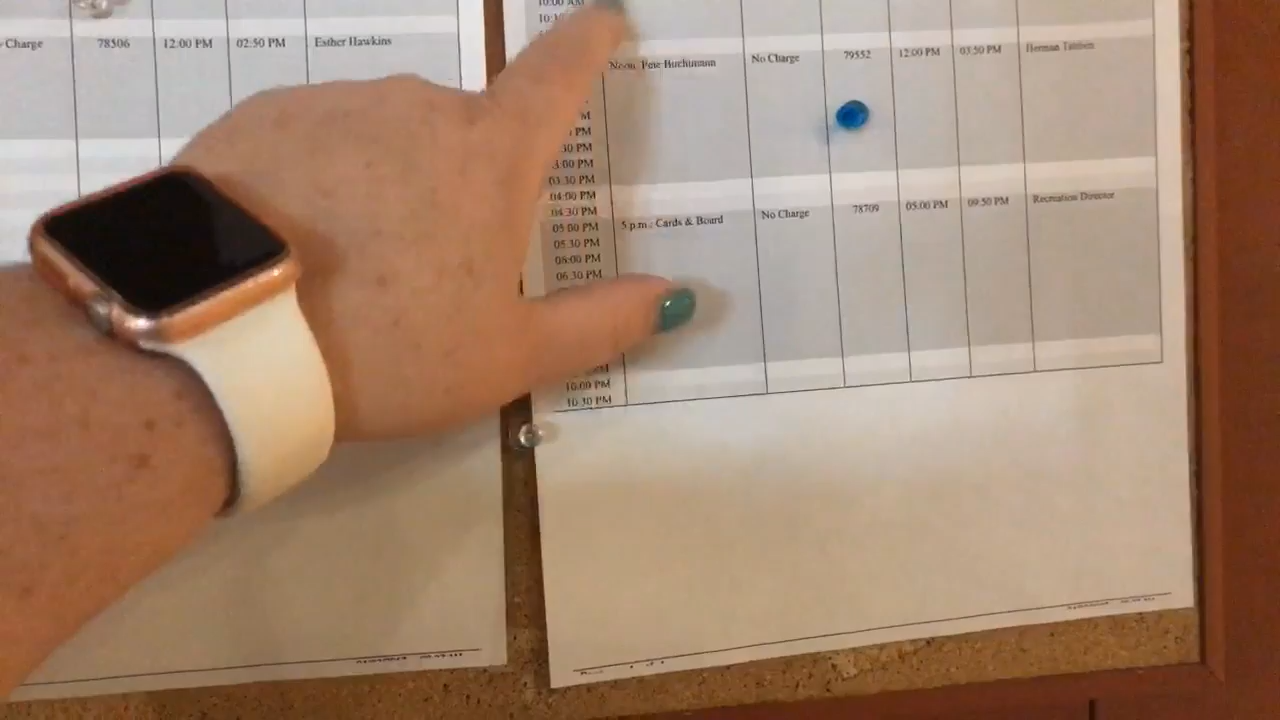 Charge 78506 12:00 PM 02:50 PM Esther Hawkins
10:00 AM
Noon. Pete Buchmann No Charge 79552 12:00 PM 03:50 PM Herman
PM
3:00 PM
03:30 PM
04:00 PM
04:30 PM
05:00 PM
5 p.m.: Cards & Board No Charge 78709 05:00 PM 09:50 PM Recreation Director
05:30 PM
06:00 PM
06:30 PM
10:00 PM
10:30 PM